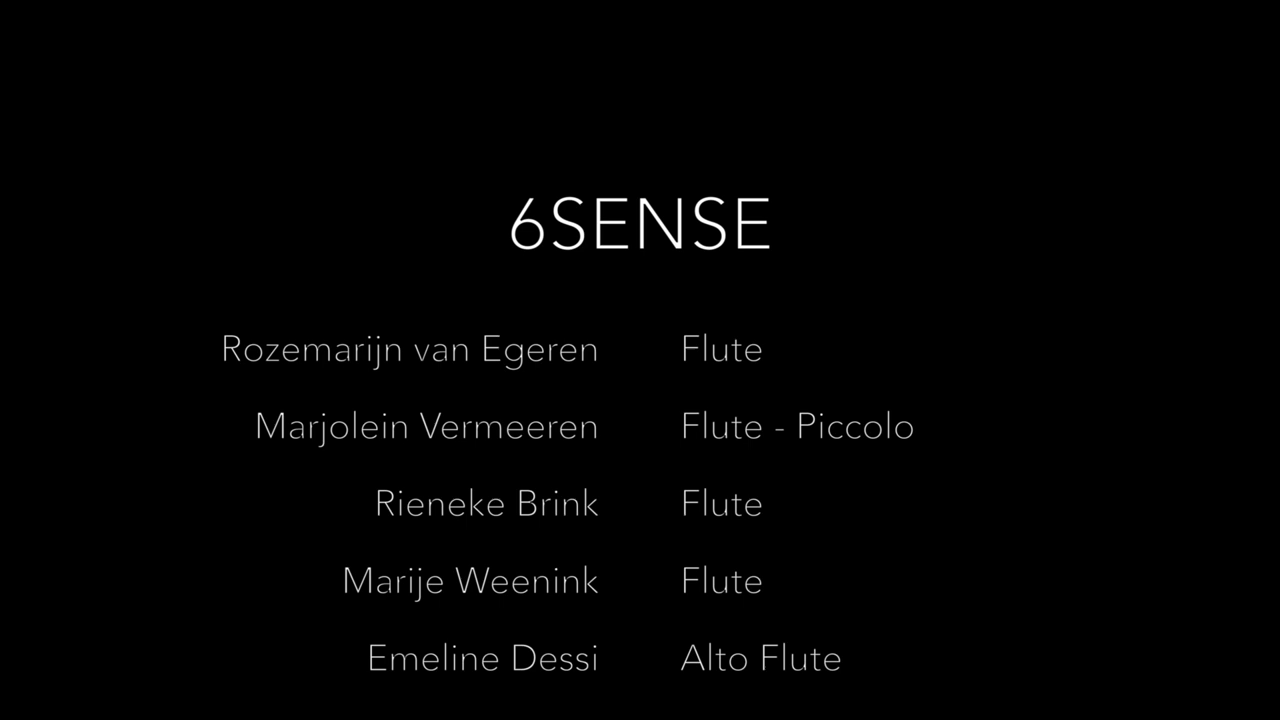 6SENSE
Rozemarijn van Egeren Flute
Marjolein Vermeeren Flute - Piccolo
Rieneke Brink Flute
Marije Weenink Flute
Emeline Dessi Alto Flute